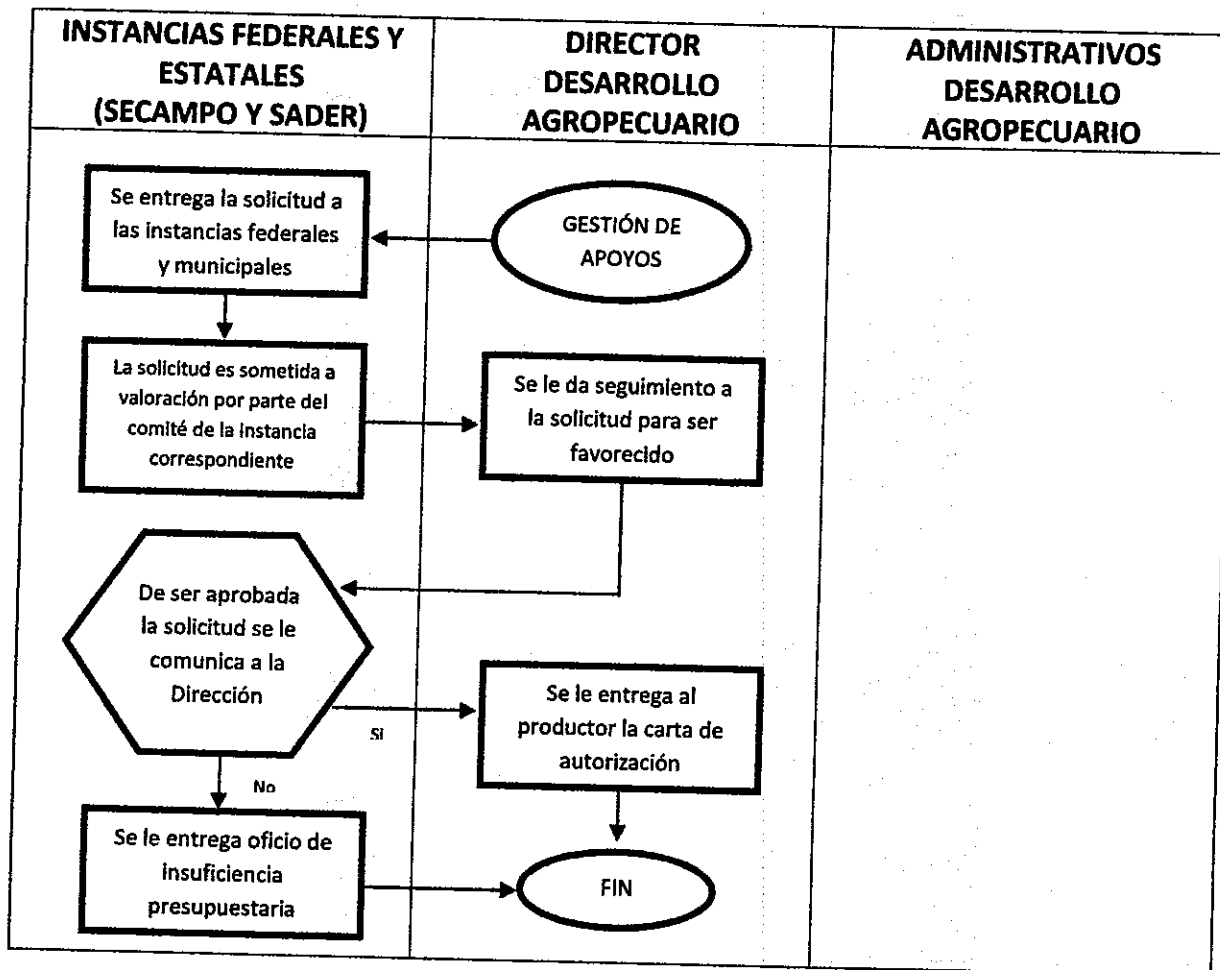 INSTANCIAS FEDERALES Y
ESTATALES
(SECAMPO Y SADER)
DIRECTOR
DESARROLLO
AGROPECUARIO
ADMINISTRATIVOS
DESARROLLO
AGROPECUARIO
Se entrega la solicitud a
las instancias federales
y municipales
GESTIÓN DE
APOYOS
La solicitud es sometida a
valoración por parte del
comité de la instancia
correspondiente
Se le da seguimiento a
la solicitud para ser
favorecido
De ser aprobada
la solicitud se le
comunica a la
Dirección
Si
Se le entrega al
productor la carta de
autorización
No
Se le entrega oficio de
insuficiencia
presupuestaria
FIN